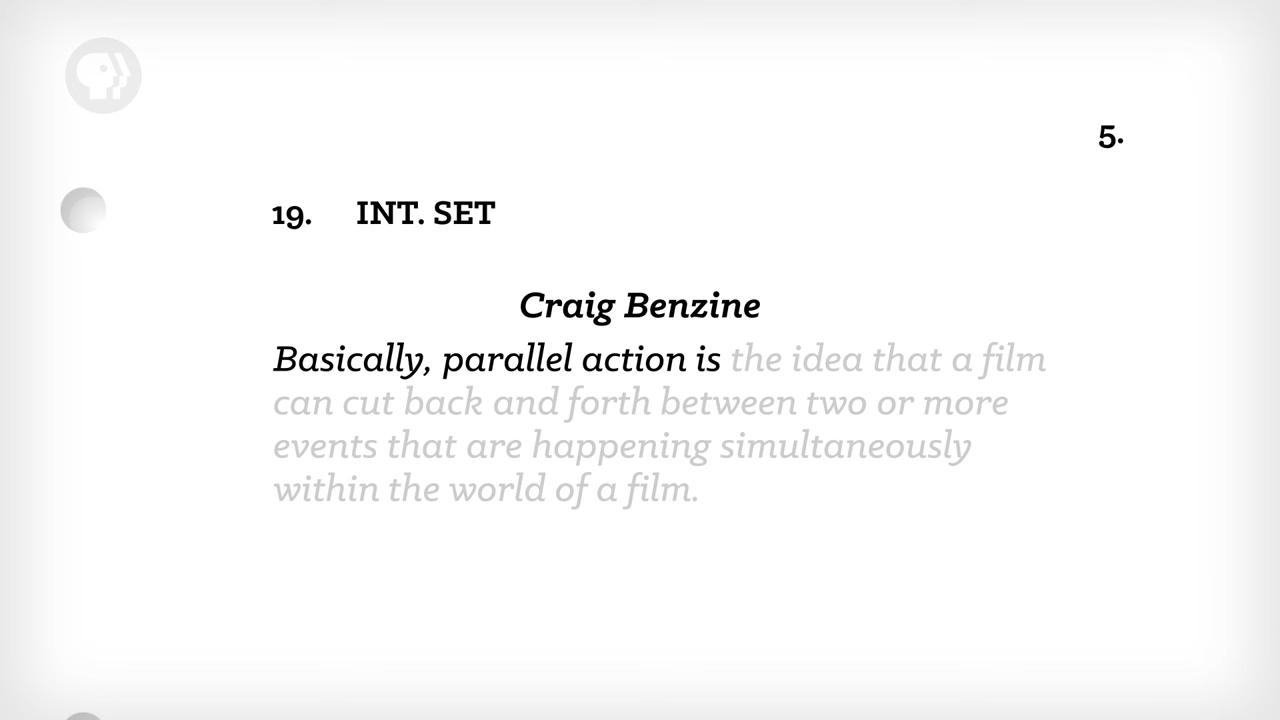 5.
19. INT. SET
Craig Benzine
Basically, parallel action is the idea that a film
can cut back and forth between two or more
events that are happening simultaneously
within the world of a film.